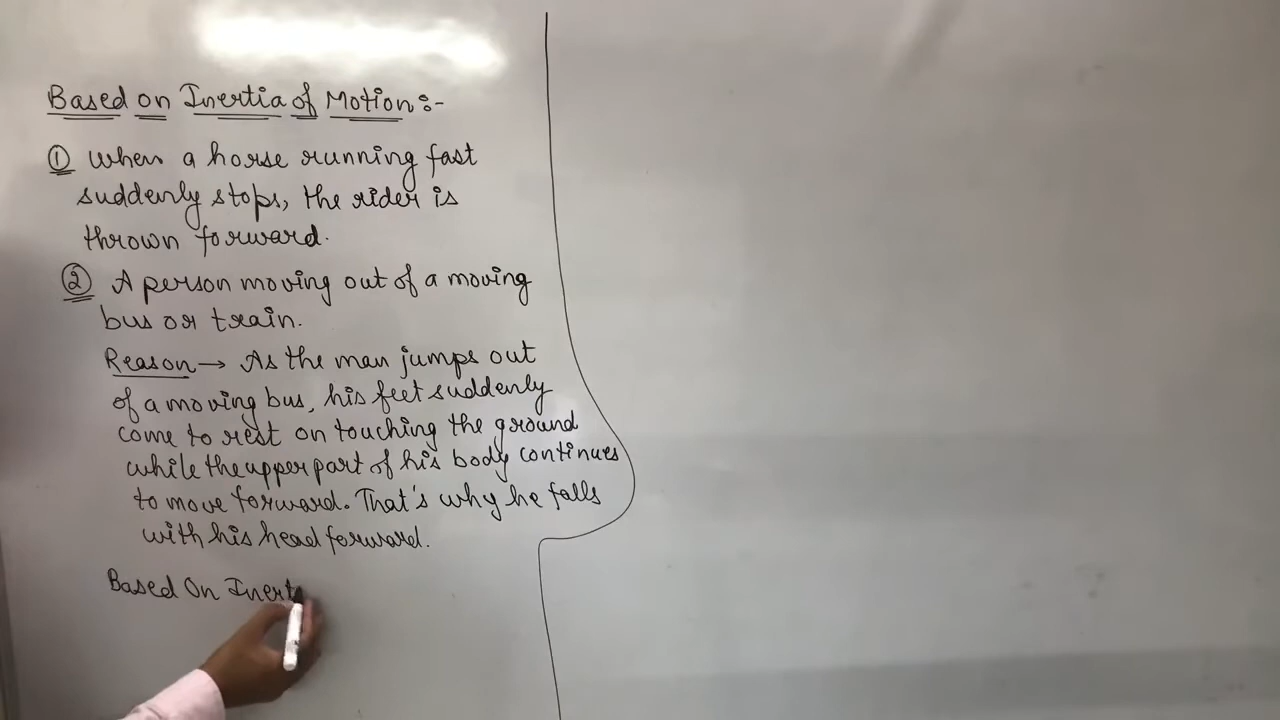 Based on Inertia of Motion:-
① When a horse running fast
suddenly stops, the rider is
thrown forward.
② A person moving out of a moving
bus or train.
Reason → As the man jumps out
of a moving bus, his feet suddenly
come to rest on touching the ground
while the upper part of his body continues
to move forward. That's why he falls
with his head forward.
Based On Inert